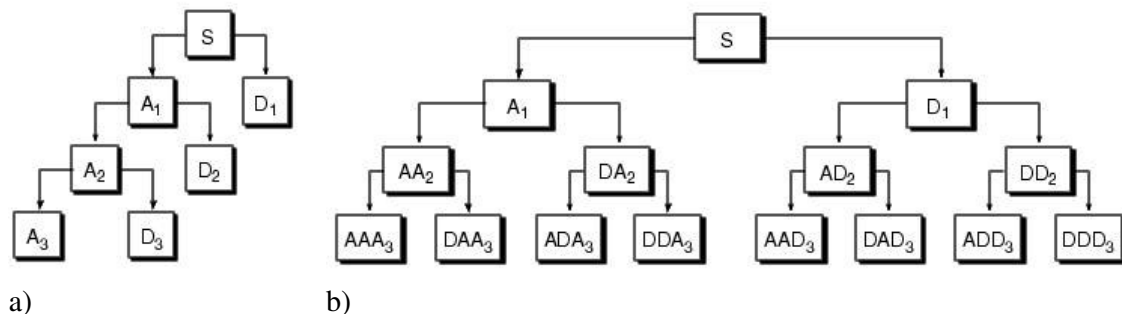 S
A₁ D₁
A₂ D₂
A₃ D₃
a)
S
A₁ D₁
AA₂ DA₂ AD₂ DD₂
AAA₃ DAA₃ ADA₃ DDA₃ AAD₃ DAD₃ ADD₃ DDD₃
b)